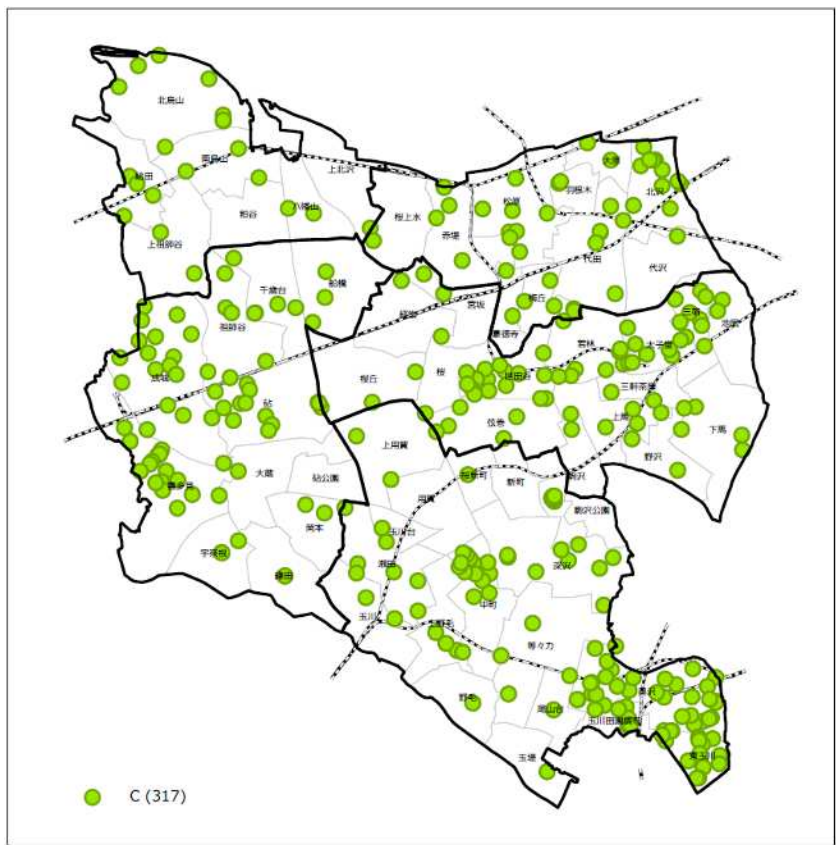 北烏山
南烏山
上北沢
給田
粕谷
八幡山
上祖師谷
千歳台
船橋
祖師谷
成城
砧
大蔵
砧公園
喜多見
岡本
宇奈根
鎌田
桜上水
赤堤
松原
羽根木
大原
北沢
代田
代沢
梅丘
宮坂
経堂
豪徳寺
桜丘
桜
世田谷
若林
太子堂
三宿
池尻
三軒茶屋
弦巻
上馬
下馬
野沢
上用賀
用賀
桜新町
新町
駒沢
駒沢公園
玉川台
瀬田
深沢
玉川
中町
上野毛
等々力
野毛
尾山台
玉堤
玉川田園調布
奥沢
東玉川
C (317)